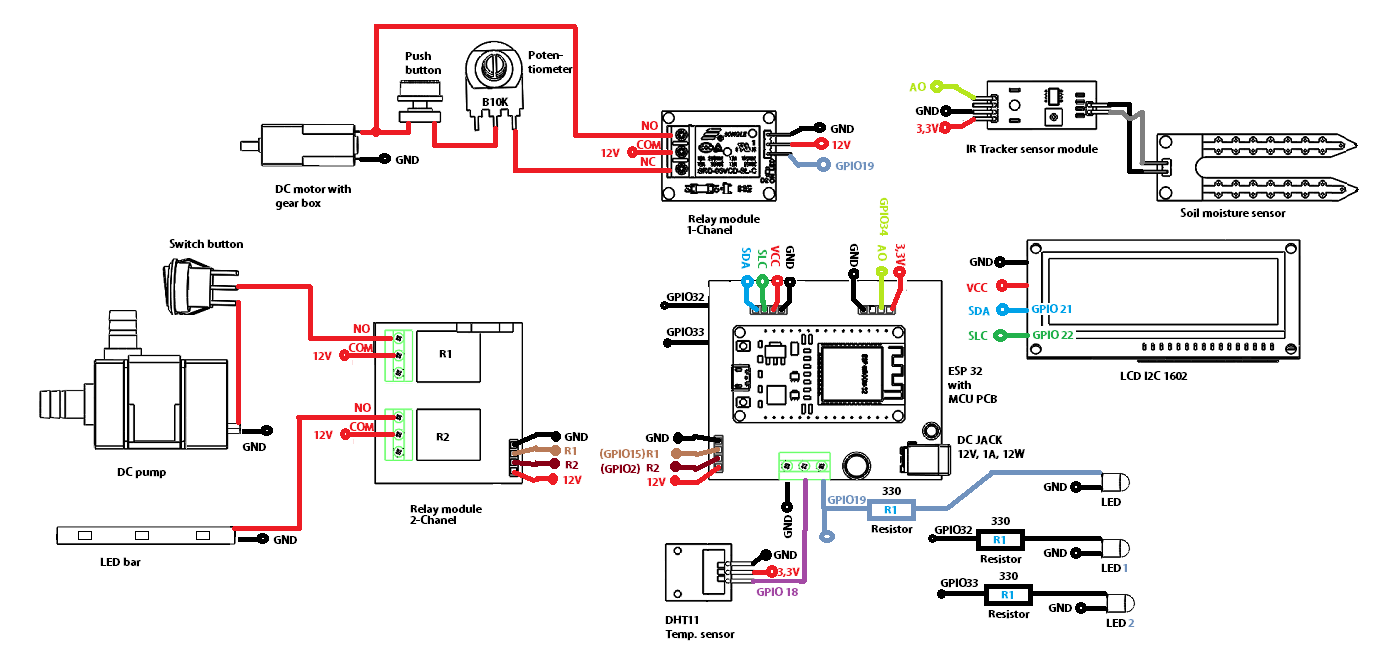 Push
button
Poten-
tiometer
B10K
NO
12V
COM
NC
SONGLE
SRD-05VCD-SL-C
GND
12V
GPIO19
Relay module
1-Chanel
DC motor with
gear box
GND
AO
GND
3,3V
IR Tracker sensor module
Soil moisture sensor
Switch button
NO
COM
12V
R1
NO
COM
12V
R2
GND
R1
R2
12V
Relay module
2-Chanel
GND
DC pump
GND
LED bar
SDA
SLC
VCC
GND
GND
GPIO34 AO
3,3V
GPIO32
GPIO33
ESP 32
with
MCU PCB
GND
(GPIO15) R1
(GPIO2) R2
12V
DC JACK
12V, 1A, 12W
GND
VCC
SDA
GPIO 21
SLC
GPIO 22
LCD I2C 1602
GND
GPIO19
330
R1
Resistor
GND
LED
GPIO32
330
R1
Resistor
GND
LED 1
GPIO33
330
R1
Resistor
GND
LED 2
GND
3,3V
GPIO 18
DHT11
Temp. sensor